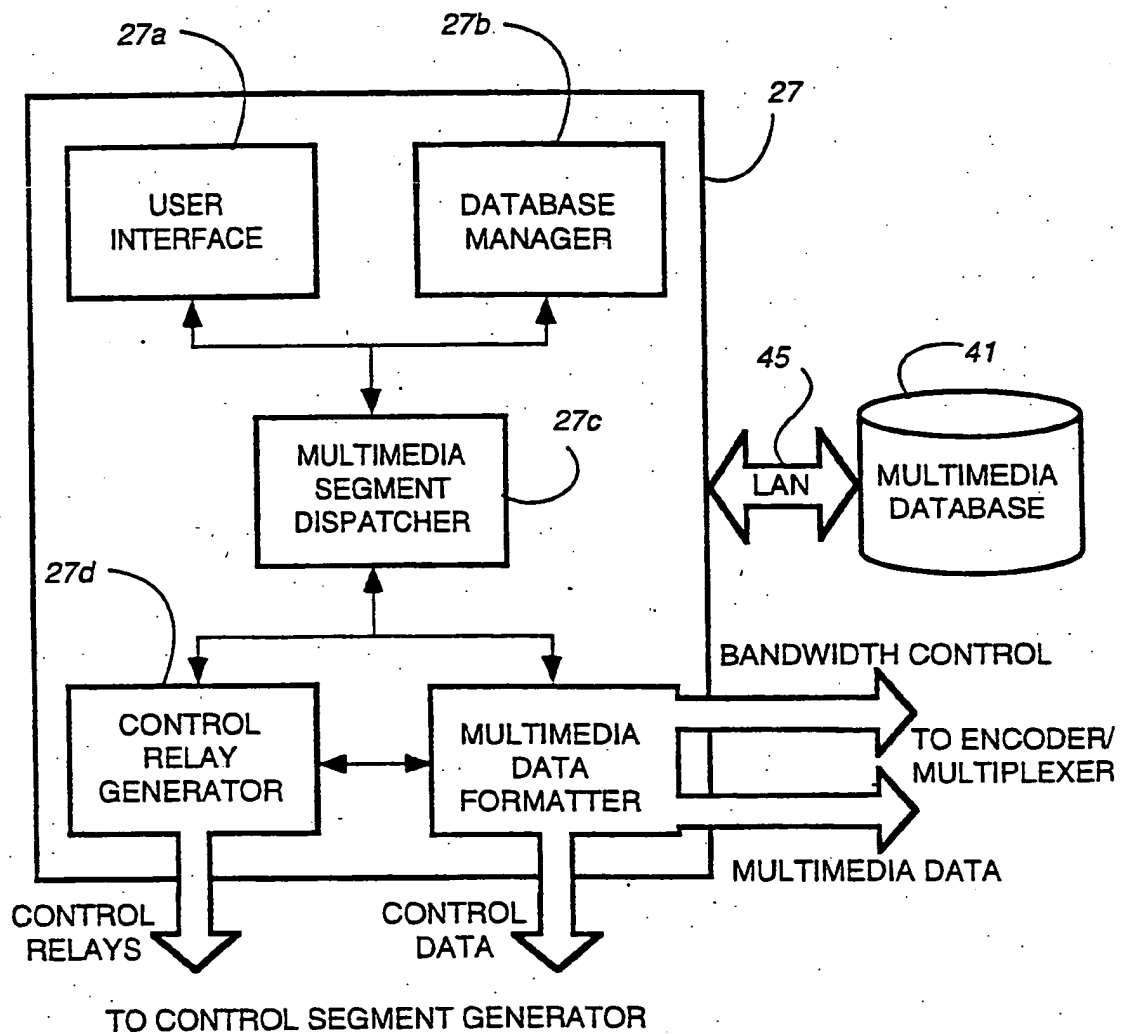 27a
27b
27
USER
INTERFACE
DATABASE
MANAGER
45
41
27c
MULTIMEDIA
SEGMENT
DISPATCHER
LAN
MULTIMEDIA
DATABASE
27d
BANDWIDTH CONTROL
CONTROL
RELAY
GENERATOR
MULTIMEDIA
DATA
FORMATTER
TO ENCODER/
MULTIPLEXER
MULTIMEDIA DATA
CONTROL
RELAYS
CONTROL
DATA
TO CONTROL SEGMENT GENERATOR